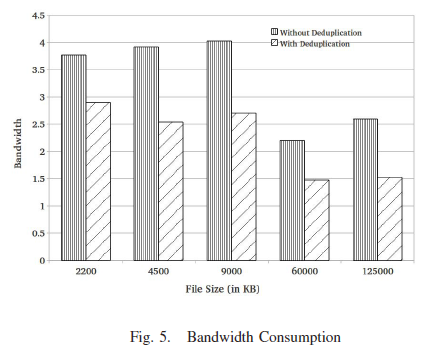 4.5
4
3.5
3
2.5
2
1.5
1
0.5
0
Bandwidth
Without Deduplication
With Deduplication
2200 4500 9000 60000 125000
File Size (in KB)
Fig. 5. Bandwidth Consumption